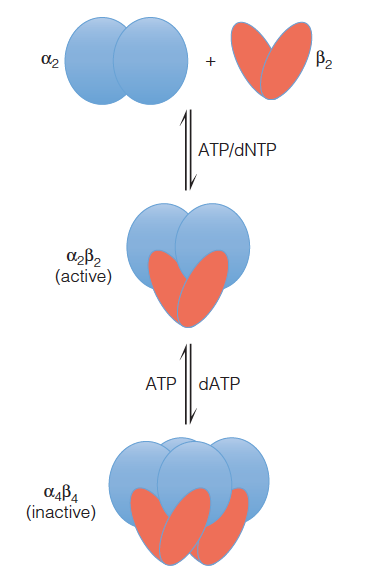 α₂ + β₂
ATP/dNTP
α₂β₂
(active)
ATP dATP
α₄β₄
(inactive)